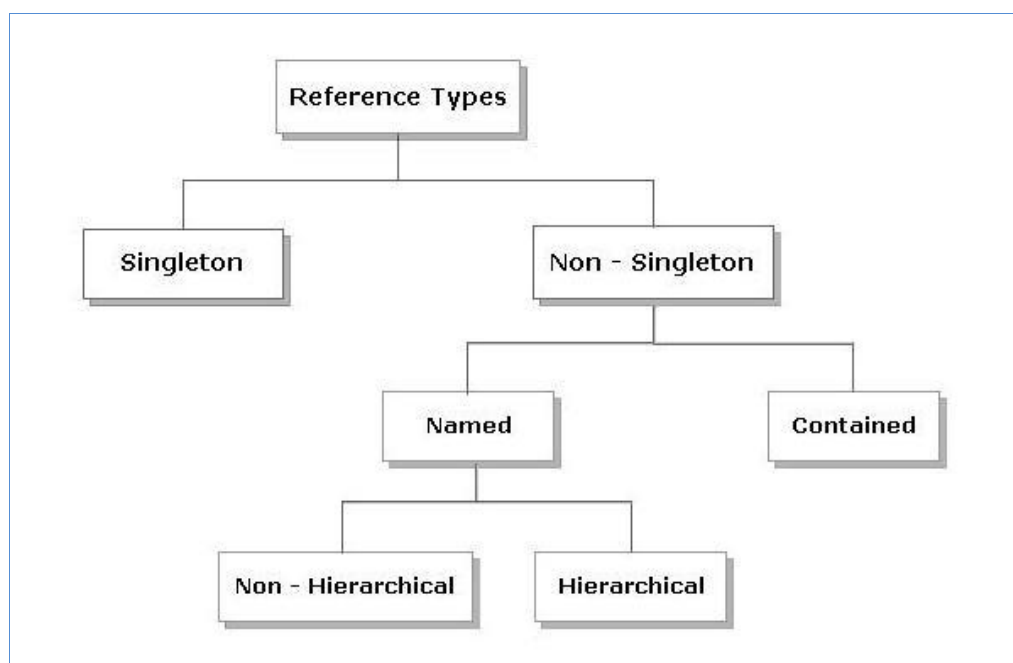 Reference Types
Singleton
Non - Singleton
Named
Contained
Non - Hierarchical
Hierarchical